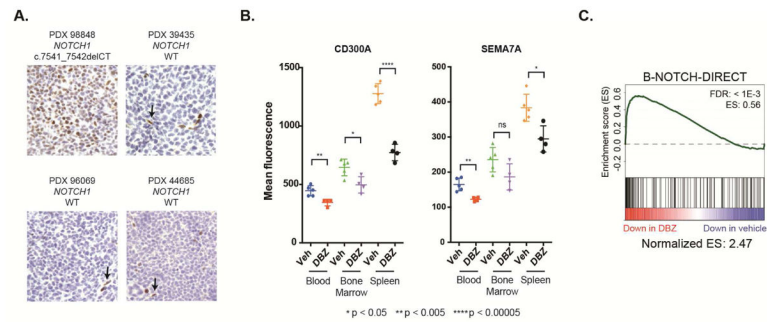 A.
PDX 98848
NOTCH1
c.7541_7542delCT
PDX 39435
NOTCH1
WT
PDX 96069
NOTCH1
WT
PDX 44685
NOTCH1
WT
B.
CD300A
Mean fluorescence
1500
1000
500
0
Veh
DBZ
Veh
DBZ
Veh
DBZ
Blood
Bone
Marrow
Spleen
**
*
****
SEMA7A
500
400
300
200
100
0
Veh
DBZ
Veh
DBZ
Veh
DBZ
Blood
Bone
Marrow
Spleen
**
ns
*
* p < 0.05 ** p < 0.005 **** p < 0.00005
C.
B-NOTCH-DIRECT
FDR: < 1E-3
ES: 0.56
Enrichment score (ES)
0.6
0.4
0.2
0
-0.2
Down in DBZ
Down in vehicle
Normalized ES: 2.47